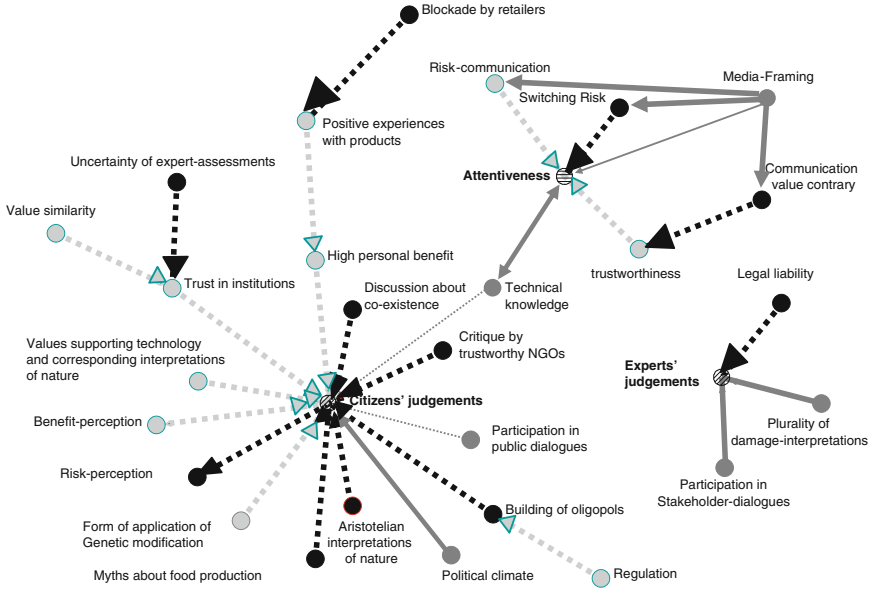 Blockade by retailers
Risk-communication
Media-Framing
Switching Risk
Positive experiences
with products
Uncertainty of expert-assessments
Attentiveness
Communication
value contrary
Value similarity
High personal benefit
trustworthiness
Legal liability
Trust in institutions
Discussion about
co-existence
Technical
knowledge
Values supporting technology
and corresponding interpretations
of nature
Critique by
trustworthy NGOs
Experts'
judgements
Citizens' judgements
Benefit-perception
Participation in
public dialogues
Plurality of
damage-interpretations
Risk-perception
Participation in
Stakeholder-dialogues
Form of application of
Genetic modification
Aristotelian
interpretations
of nature
Building of oligopols
Myths about food production
Political climate
Regulation